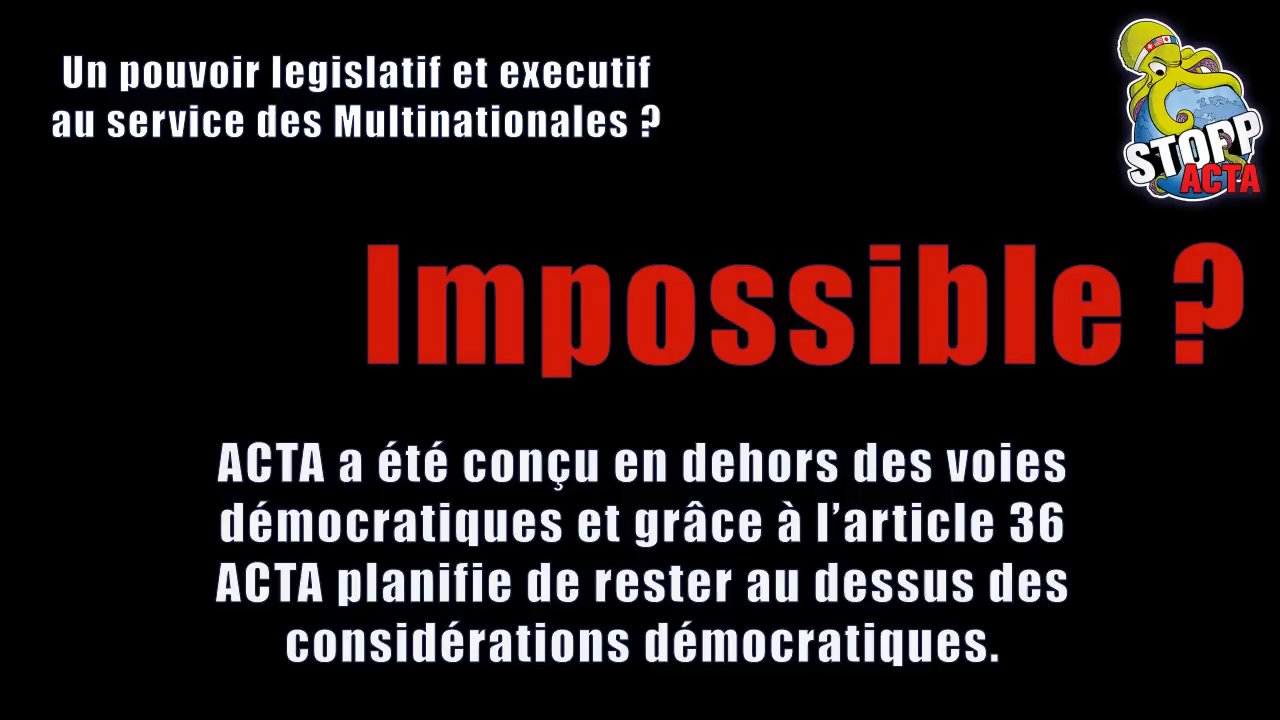 Un pouvoir legislatif et executif
au service des Multinationales ?
STOPP
ACTA
Impossible ?
ACTA a été conçu en dehors des voies
démocratiques et grâce à l’article 36
ACTA planifie de rester au dessus des
considérations démocratiques.